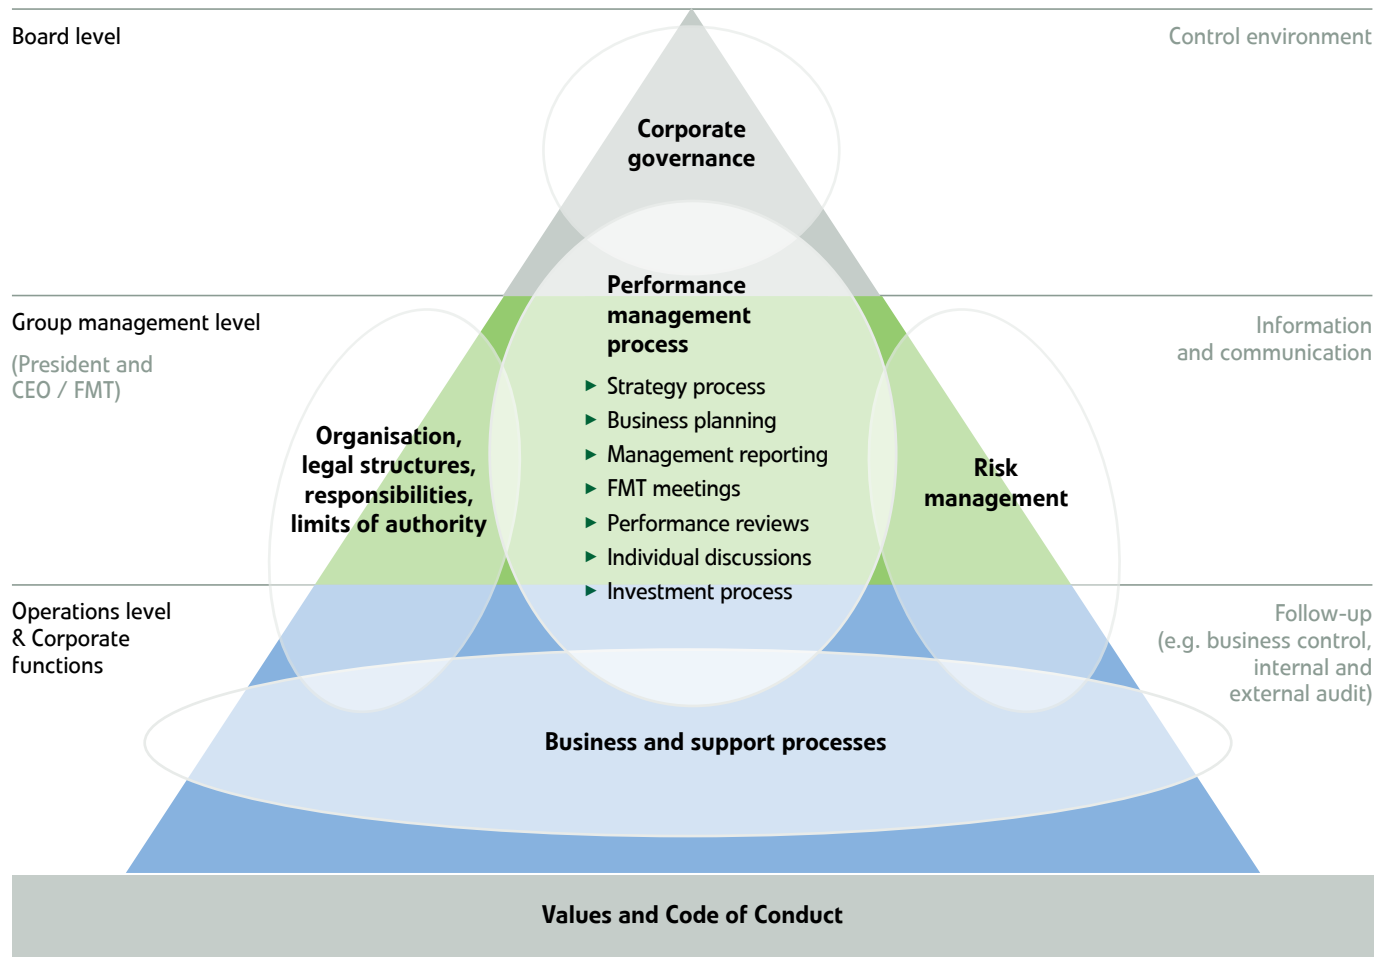 Board level
Control environment
Corporate
governance
Group management level
(President and
CEO / FMT)
Information
and communication
Performance
management
process
► Strategy process
► Business planning
► Management reporting
► FMT meetings
► Performance reviews
► Individual discussions
► Investment process
Organisation,
legal structures,
responsibilities,
limits of authority
Risk
management
Operations level
& Corporate
functions
Follow-up
(e.g. business control,
internal and
external audit)
Business and support processes
Values and Code of Conduct